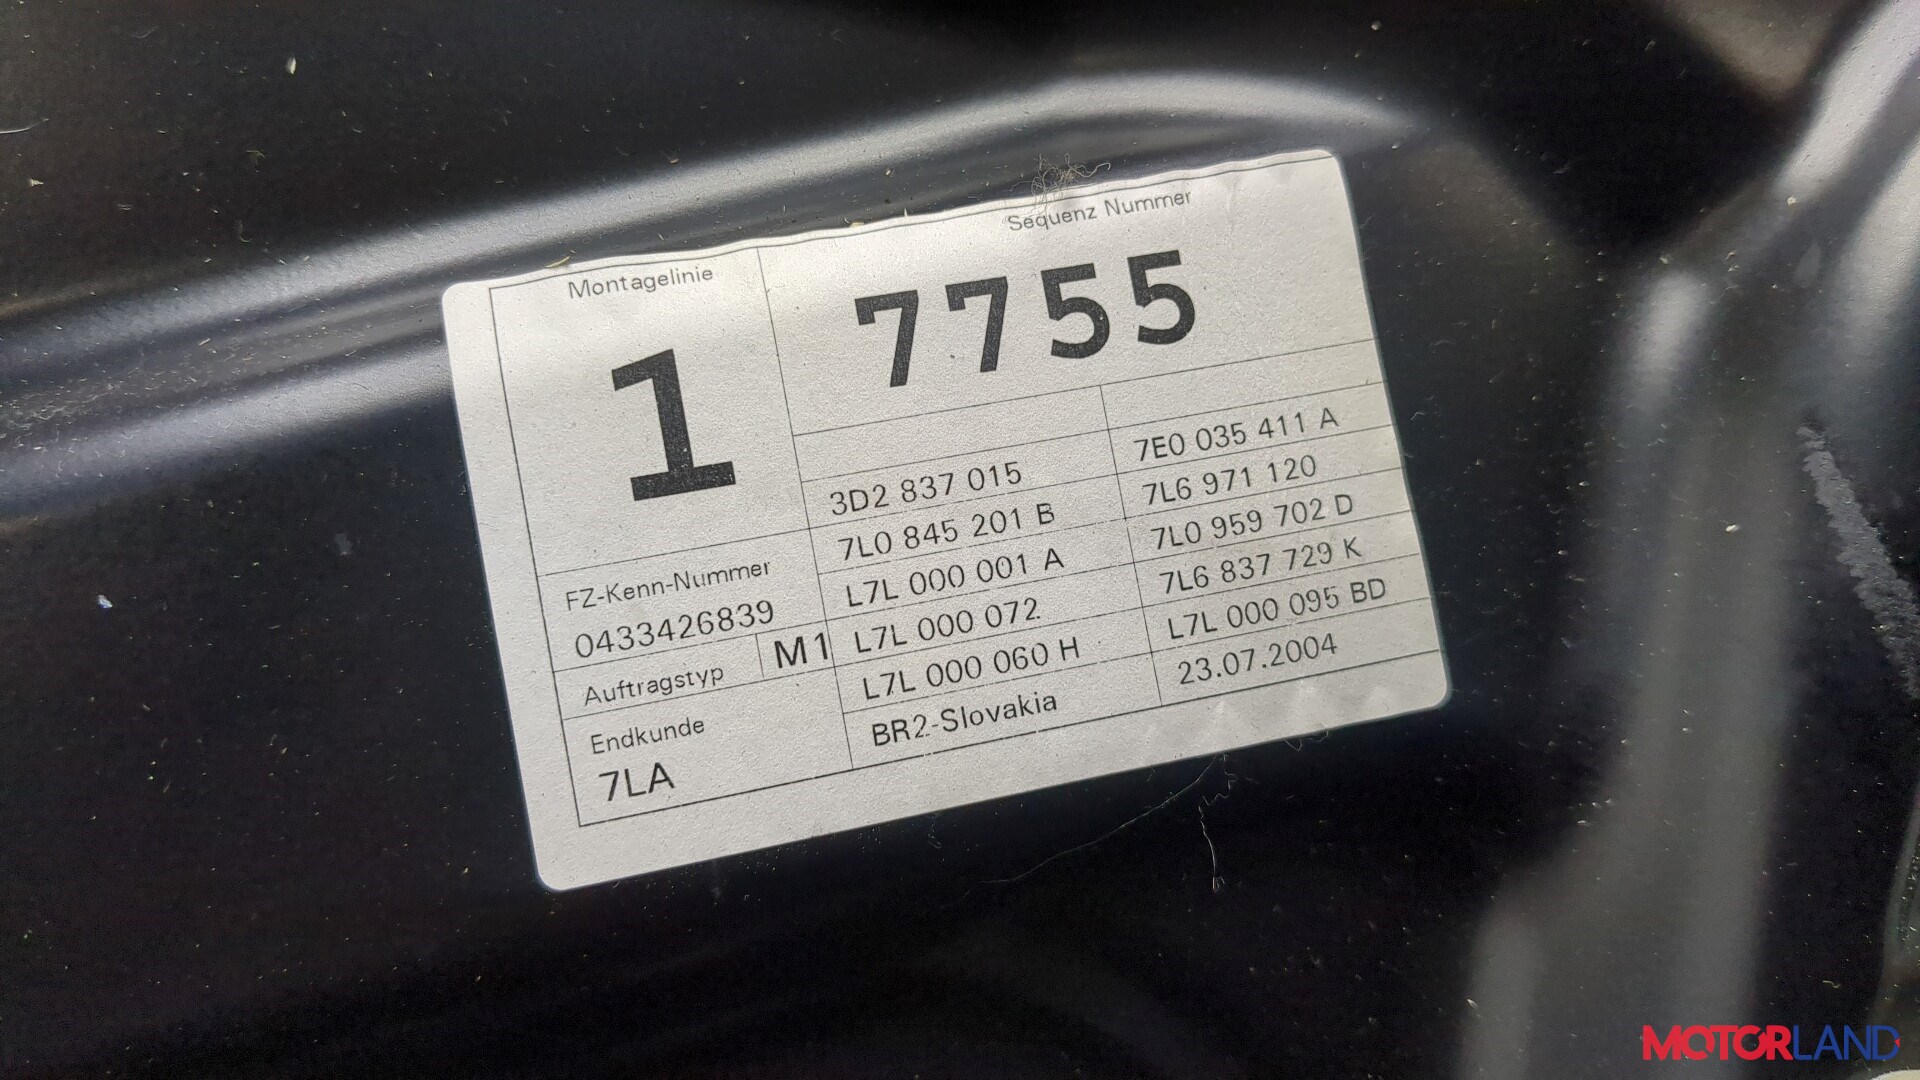 Montagelinie
1
Sequenz Nummer
7755
FZ-Kenn-Nummer
0433426839
Auftragstyp M1
Endkunde
7LA
3D2 837 015
7L0 845 201 B
L7L 000 001 A
L7L 000 072
L7L 000 060 H
BR2-Slovakia
7E0 035 411 A
7L6 971 120
7L0 959 702 D
7L6 837 729 K
L7L 000 095 BD
23.07.2004
MOTORLAND